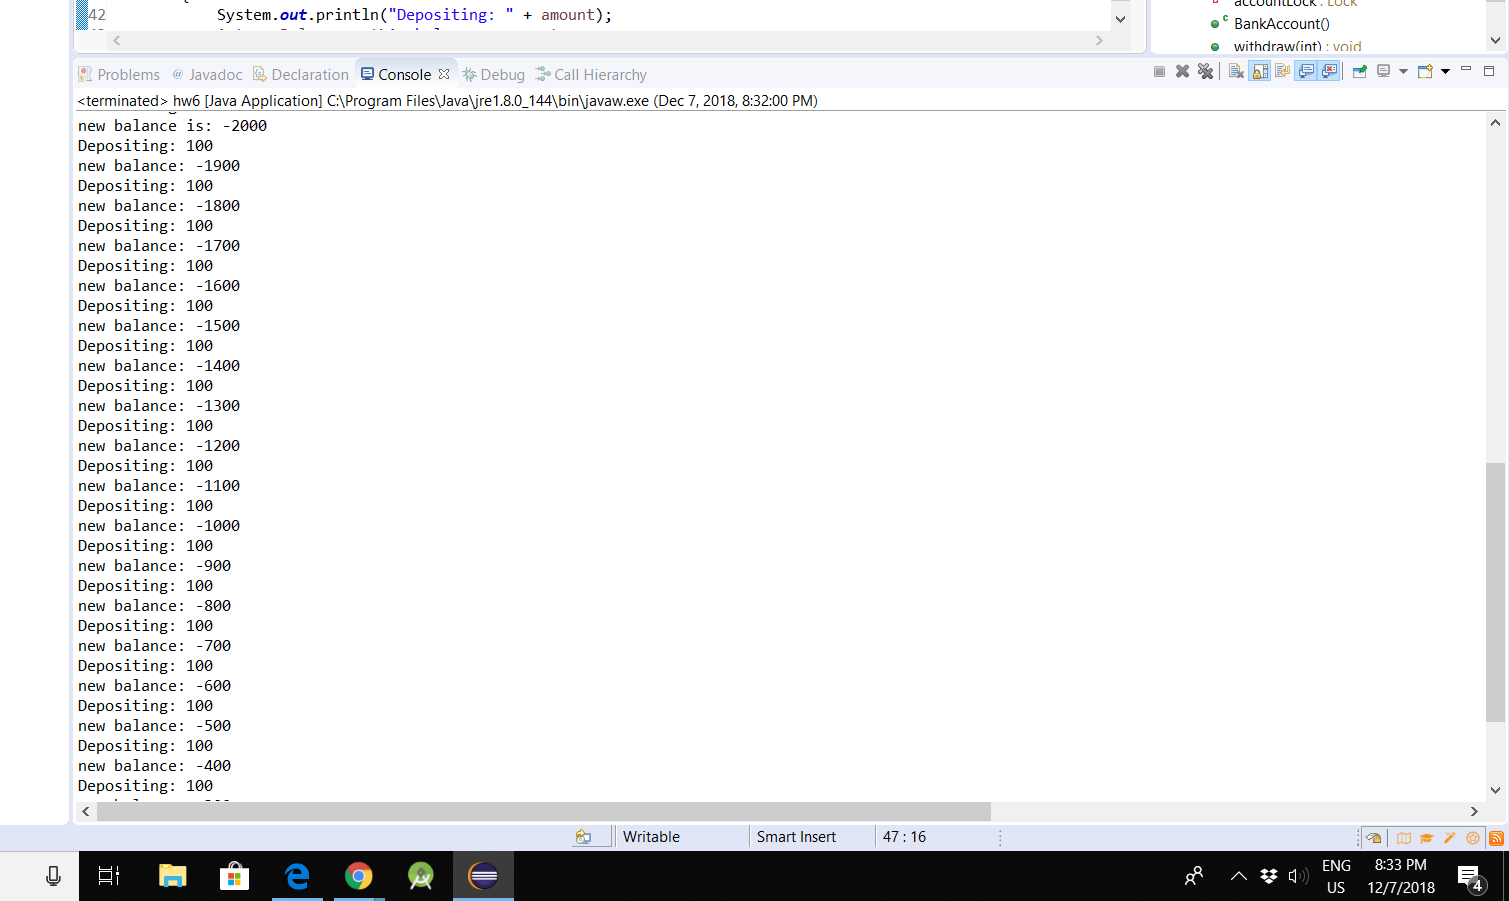 42 System.out.println("Depositing: " + amount);
accountLock : Lock
BankAccount()
withdraw(int) : void
Problems @ Javadoc Declaration Console Debug Call Hierarchy
<terminated> hw6 [Java Application] C:\Program Files\Java\jre1.8.0_144\bin\javaw.exe (Dec 7, 2018, 8:32:00 PM)
new balance is: -2000
Depositing: 100
new balance: -1900
Depositing: 100
new balance: -1800
Depositing: 100
new balance: -1700
Depositing: 100
new balance: -1600
Depositing: 100
new balance: -1500
Depositing: 100
new balance: -1400
Depositing: 100
new balance: -1300
Depositing: 100
new balance: -1200
Depositing: 100
new balance: -1100
Depositing: 100
new balance: -1000
Depositing: 100
new balance: -900
Depositing: 100
new balance: -800
Depositing: 100
new balance: -700
Depositing: 100
new balance: -600
Depositing: 100
new balance: -500
Depositing: 100
new balance: -400
Depositing: 100
Writable Smart Insert 47 : 16
ENG 8:33 PM
US 12/7/2018 4